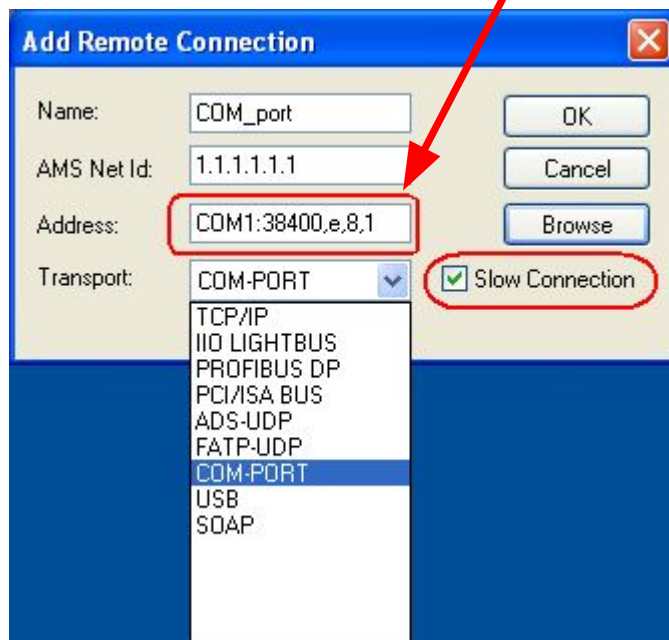 Add Remote Connection
Name: COM_port OK
AMS Net Id: 1.1.1.1.1.1 Cancel
Address: COM1:38400,e,8,1 Browse
Transport: COM-PORT Slow Connection
TCP/IP
IIO LIGHTBUS
PROFIBUS DP
PCI/ISA BUS
ADS-UDP
FATP-UDP
COM-PORT
USB
SOAP